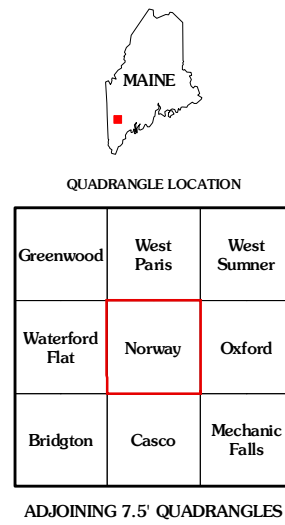 MAINE
QUADRANGLE LOCATION
Greenwood
West
Paris
West
Sumner
Waterford
Flat
Norway
Oxford
Bridgton
Casco
Mechanic
Falls
ADJOINING 7.5' QUADRANGLES